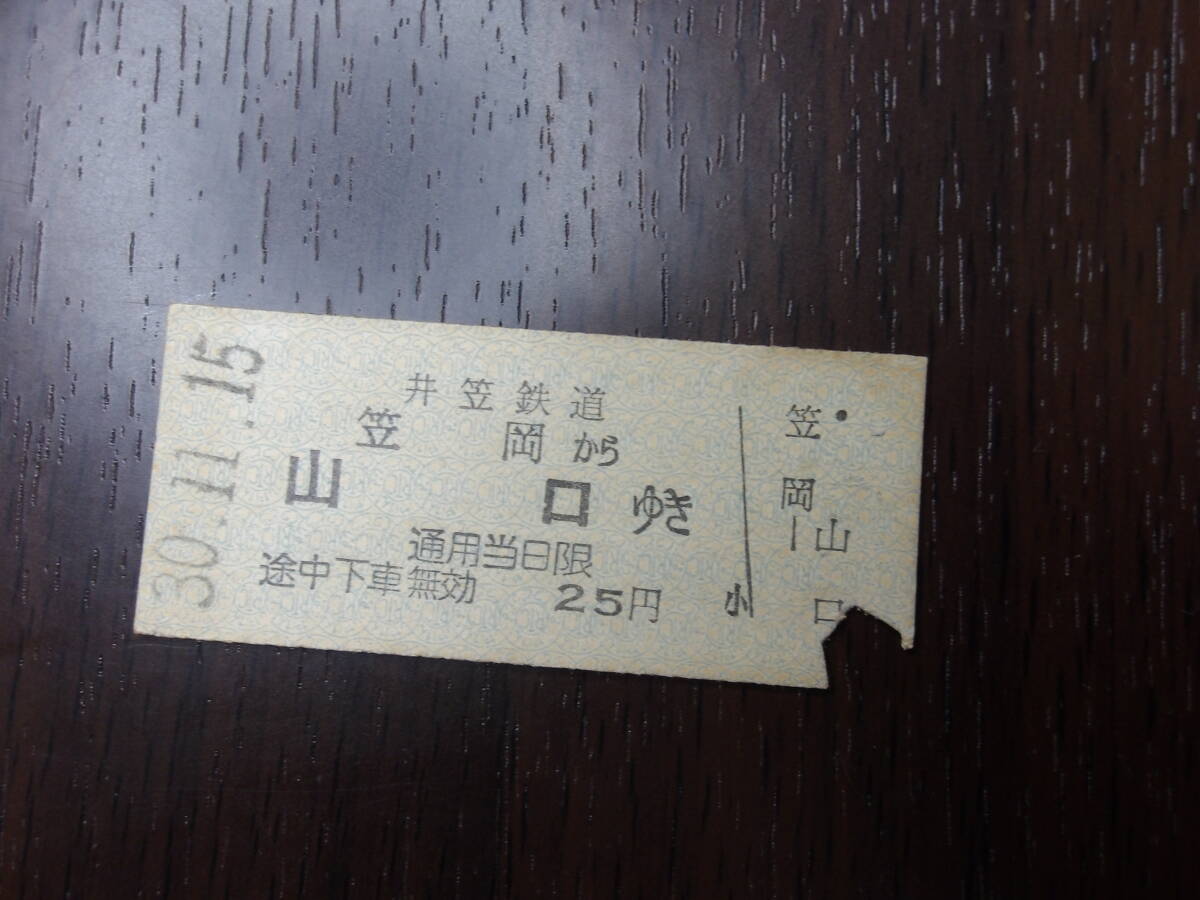 30.11.15
井笠鉄道
笠岡から
山口ゆき
通用当日限
途中下車無効 25円
小
笠岡
ー山口